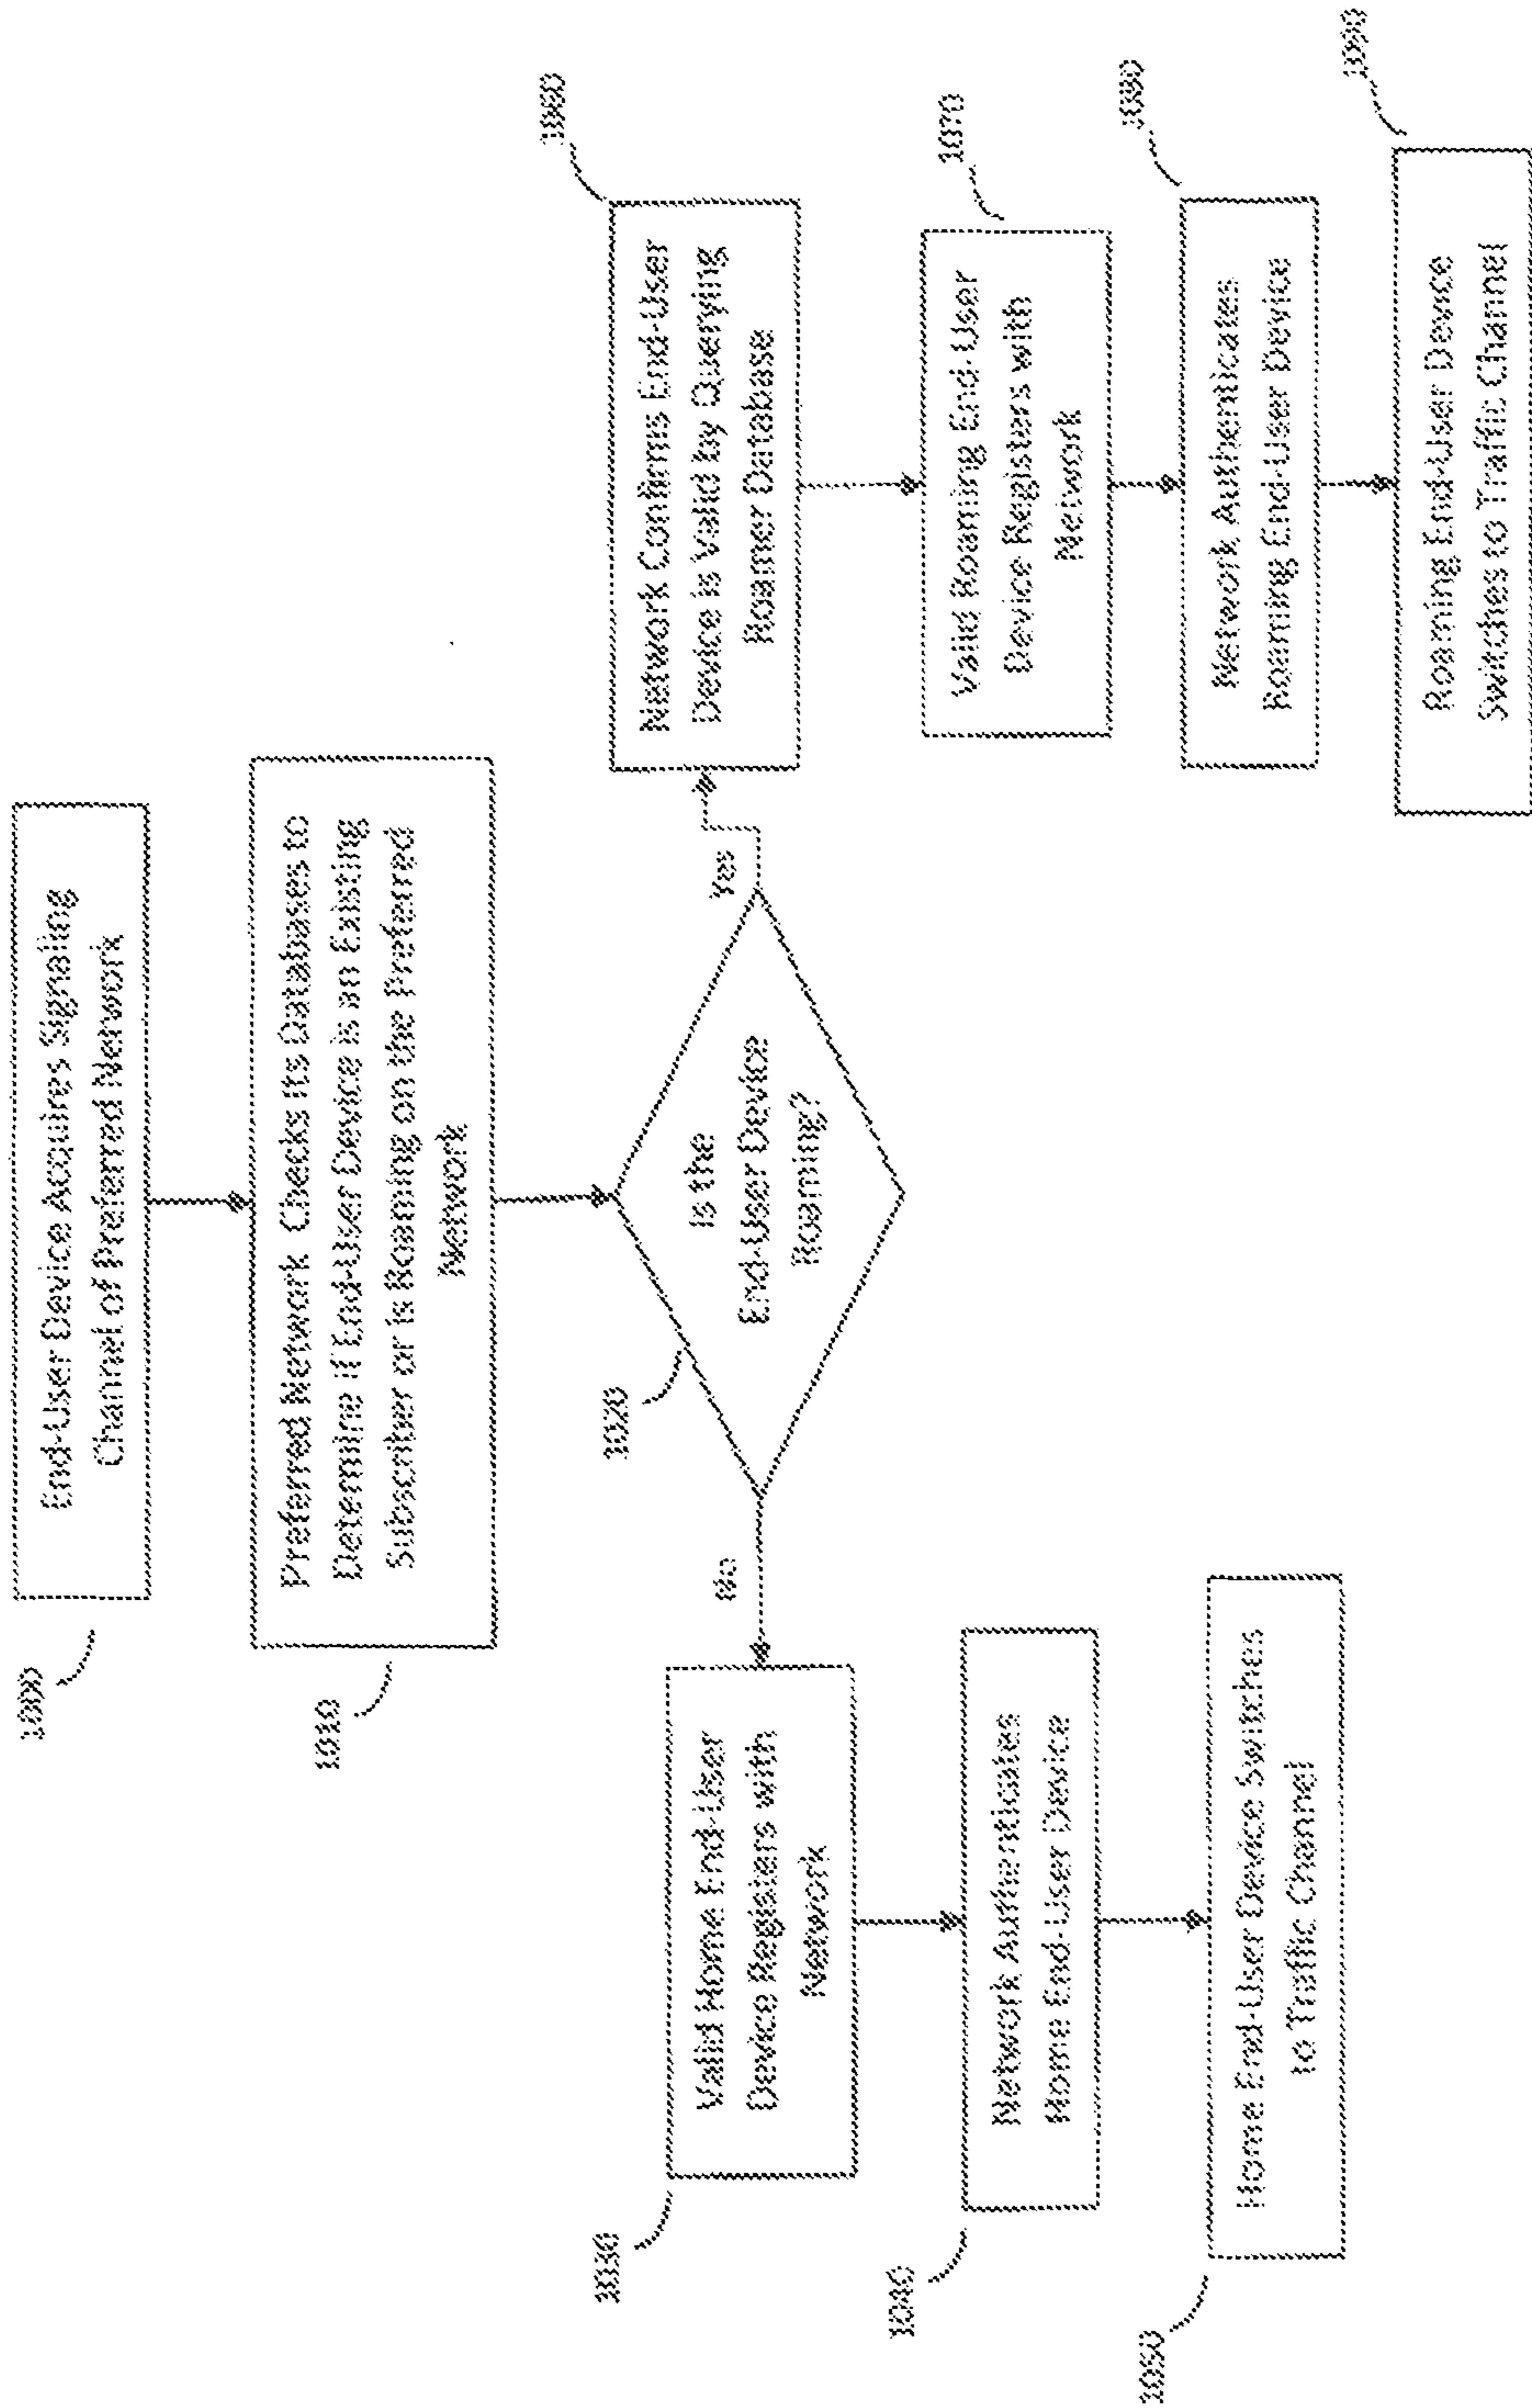 1000
End-User Device Acquires Signaling
Channel of Preferred Network
1010
Preferred Network Checks Its Databases to
Determine if End-User Device is an Existing
Subscriber or is Roaming on the Preferred
Network
1020
Is the
End-User Device
Roaming?
No
Yes
1030
Valid Home End-User
Device Registers with
Network
1040
Network Authenticates
Home End-User Device
1050
Home End-User Device Switches
to Traffic Channel
1060
Network Confirms End-User
Device is Valid by Querying
Roamer Database
1070
Valid Roaming End-User
Device Registers with
Network
1080
Network Authenticates
Roaming End-User Device
1090
Roaming End-User Device
Switches to Traffic Channel